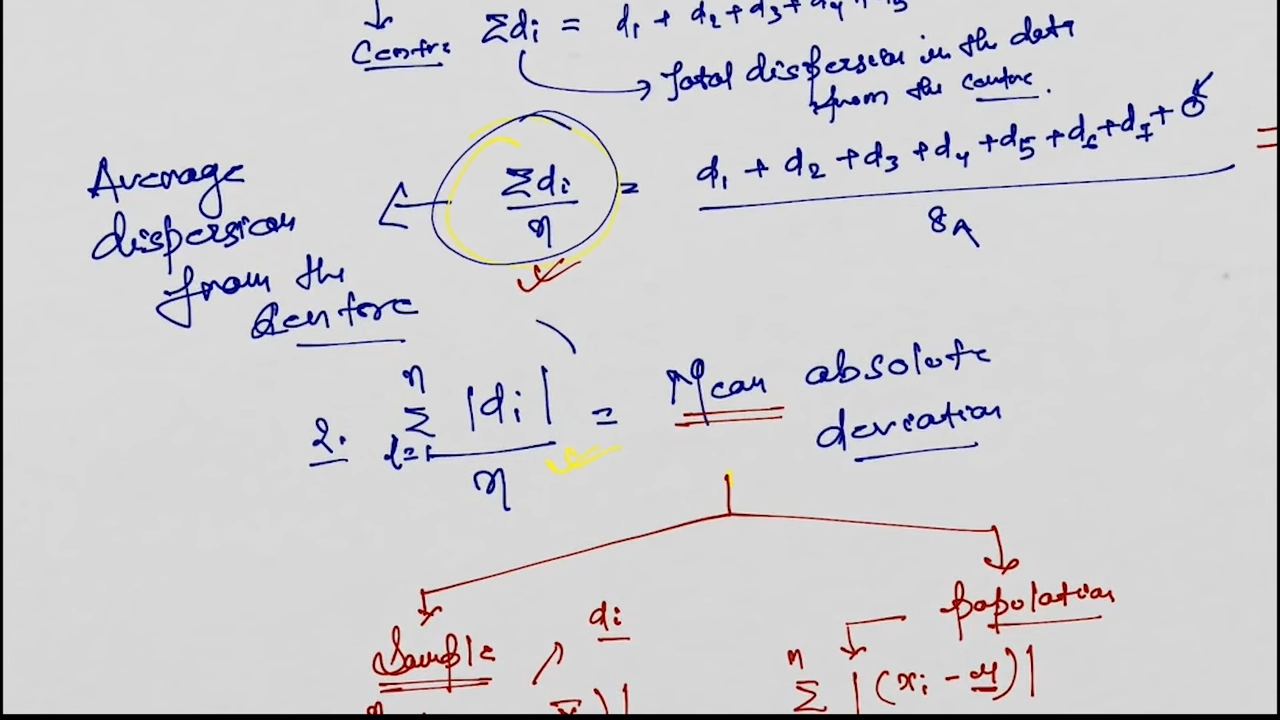 Centre Σdi = d1 + d2 + d3 + d4 + d5
Total dispersion in the data
from the centre.
Average
dispersion
from the
Centre
Σdi / n = d1 + d2 + d3 + d4 + d5 + d6 + d7 + 0 / 8
2. Σ i=1 n |di| / n = Mean absolute
deviation
Sample
di
population
n Σ |(xi - μ)|